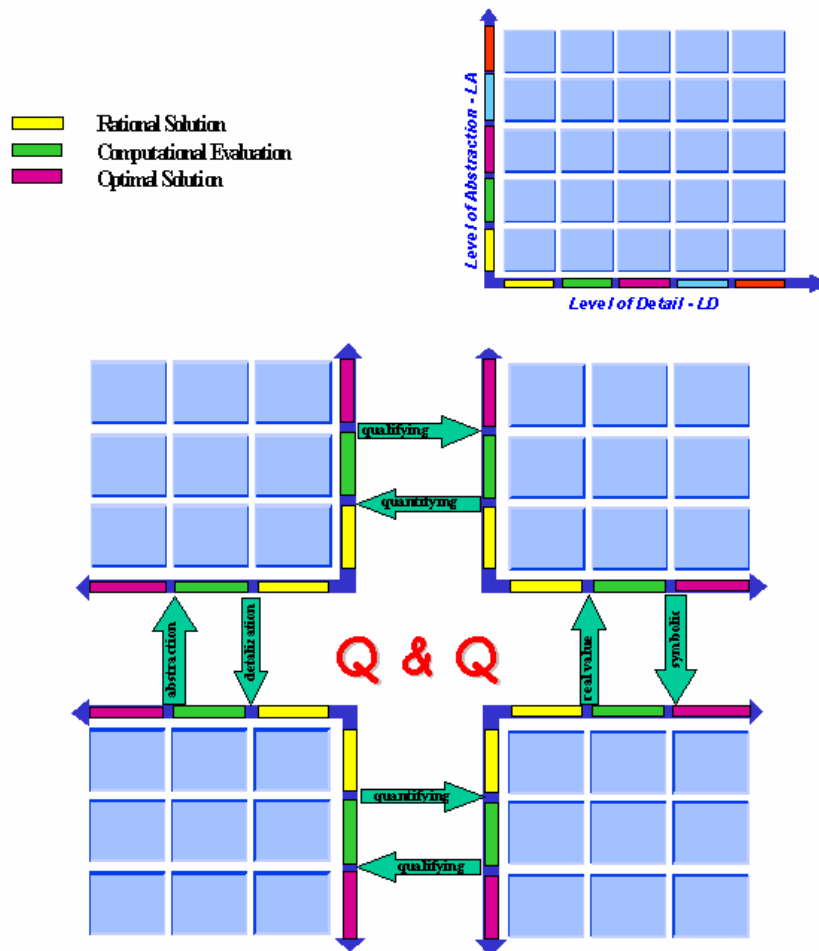 Level of Abstraction - LA
Rational Solution
Computational Evaluation
Optimal Solution
Level of Detail - LD
qualifying
quantifying
abstraction
detalization
Q & Q
real value
symbolic
quantifying
qualifying